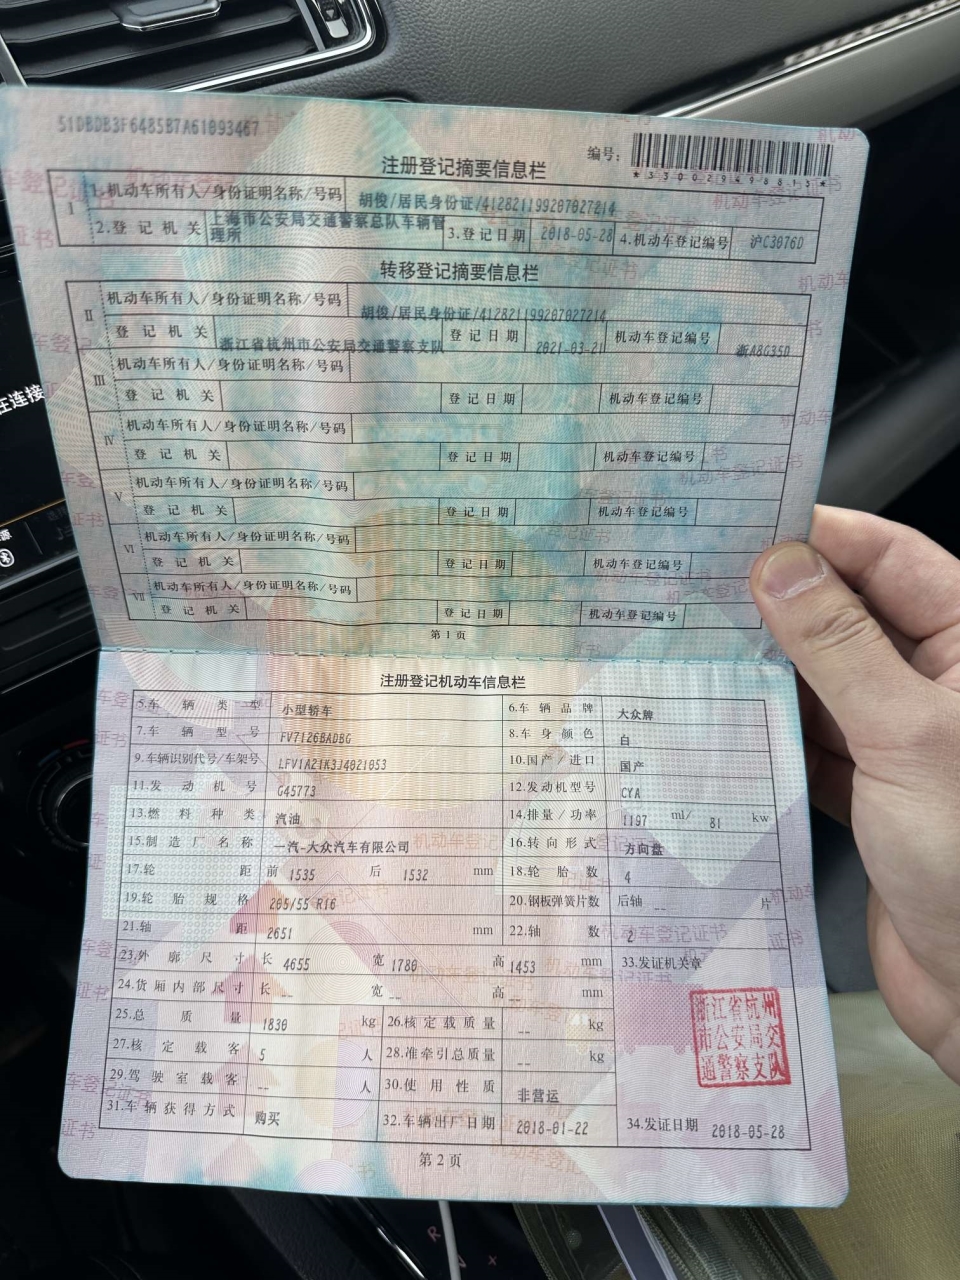 51DBDB3F6485B7A61093467
编号:
*330029498815*
注册登记摘要信息栏
Ⅰ 1.机动车所有人/身份证明名称/号码 胡俊/居民身份证/412821199207027214
2.登记机关 上海市公安局交通警察总队车辆管理所 3.登记日期 2018-05-28 4.机动车登记编号 沪C3076D
转移登记摘要信息栏
Ⅱ 机动车所有人/身份证明名称/号码 胡俊/居民身份证/412821199207027214
登记机关 浙江省杭州市公安局交通警察支队 登记日期 2021-03-21 机动车登记编号 浙A8G35D
Ⅲ 机动车所有人/身份证明名称/号码
登记机关 登记日期 机动车登记编号
Ⅳ 机动车所有人/身份证明名称/号码
登记机关 登记日期 机动车登记编号
Ⅴ 机动车所有人/身份证明名称/号码
登记机关 登记日期 机动车登记编号
Ⅵ 机动车所有人/身份证明名称/号码
登记机关 登记日期 机动车登记编号
Ⅶ 机动车所有人/身份证明名称/号码
登记机关 登记日期 机动车登记编号
第1页
注册登记机动车信息栏
5.车辆类型 小型轿车 6.车辆品牌 大众牌
7.车辆型号 FV7126BADBG 8.车身颜色 白
9.车辆识别代号/车架号 LFV1A21K3J4021053 10.国产/进口 国产
11.发动机号 G45773 12.发动机型号 CYA
13.燃料种类 汽油 14.排量/功率 1197 ml/ 81 kw
15.制造厂名称 一汽-大众汽车有限公司 16.转向形式 方向盘
17.轮距 前 1535 后 1532 mm 18.轮胎数 4
19.轮胎规格 205/55 R16 20.钢板弹簧片数 后轴 -- 片
21.轴距 2651 mm 22.轴数 2
23.外廓尺寸 长 4655 宽 1780 高 1453 mm 33.发证机关章
24.货厢内部尺寸 长 -- 宽 -- 高 -- mm
浙江省杭州市公安局交通警察支队
25.总质量 1830 kg 26.核定载质量 -- kg
27.核定载客 5 人 28.准牵引总质量 -- kg
29.驾驶室载客 -- 人 30.使用性质 非营运
31.车辆获得方式 购买 32.车辆出厂日期 2018-01-22 34.发证日期 2018-05-28
第2页
在连接